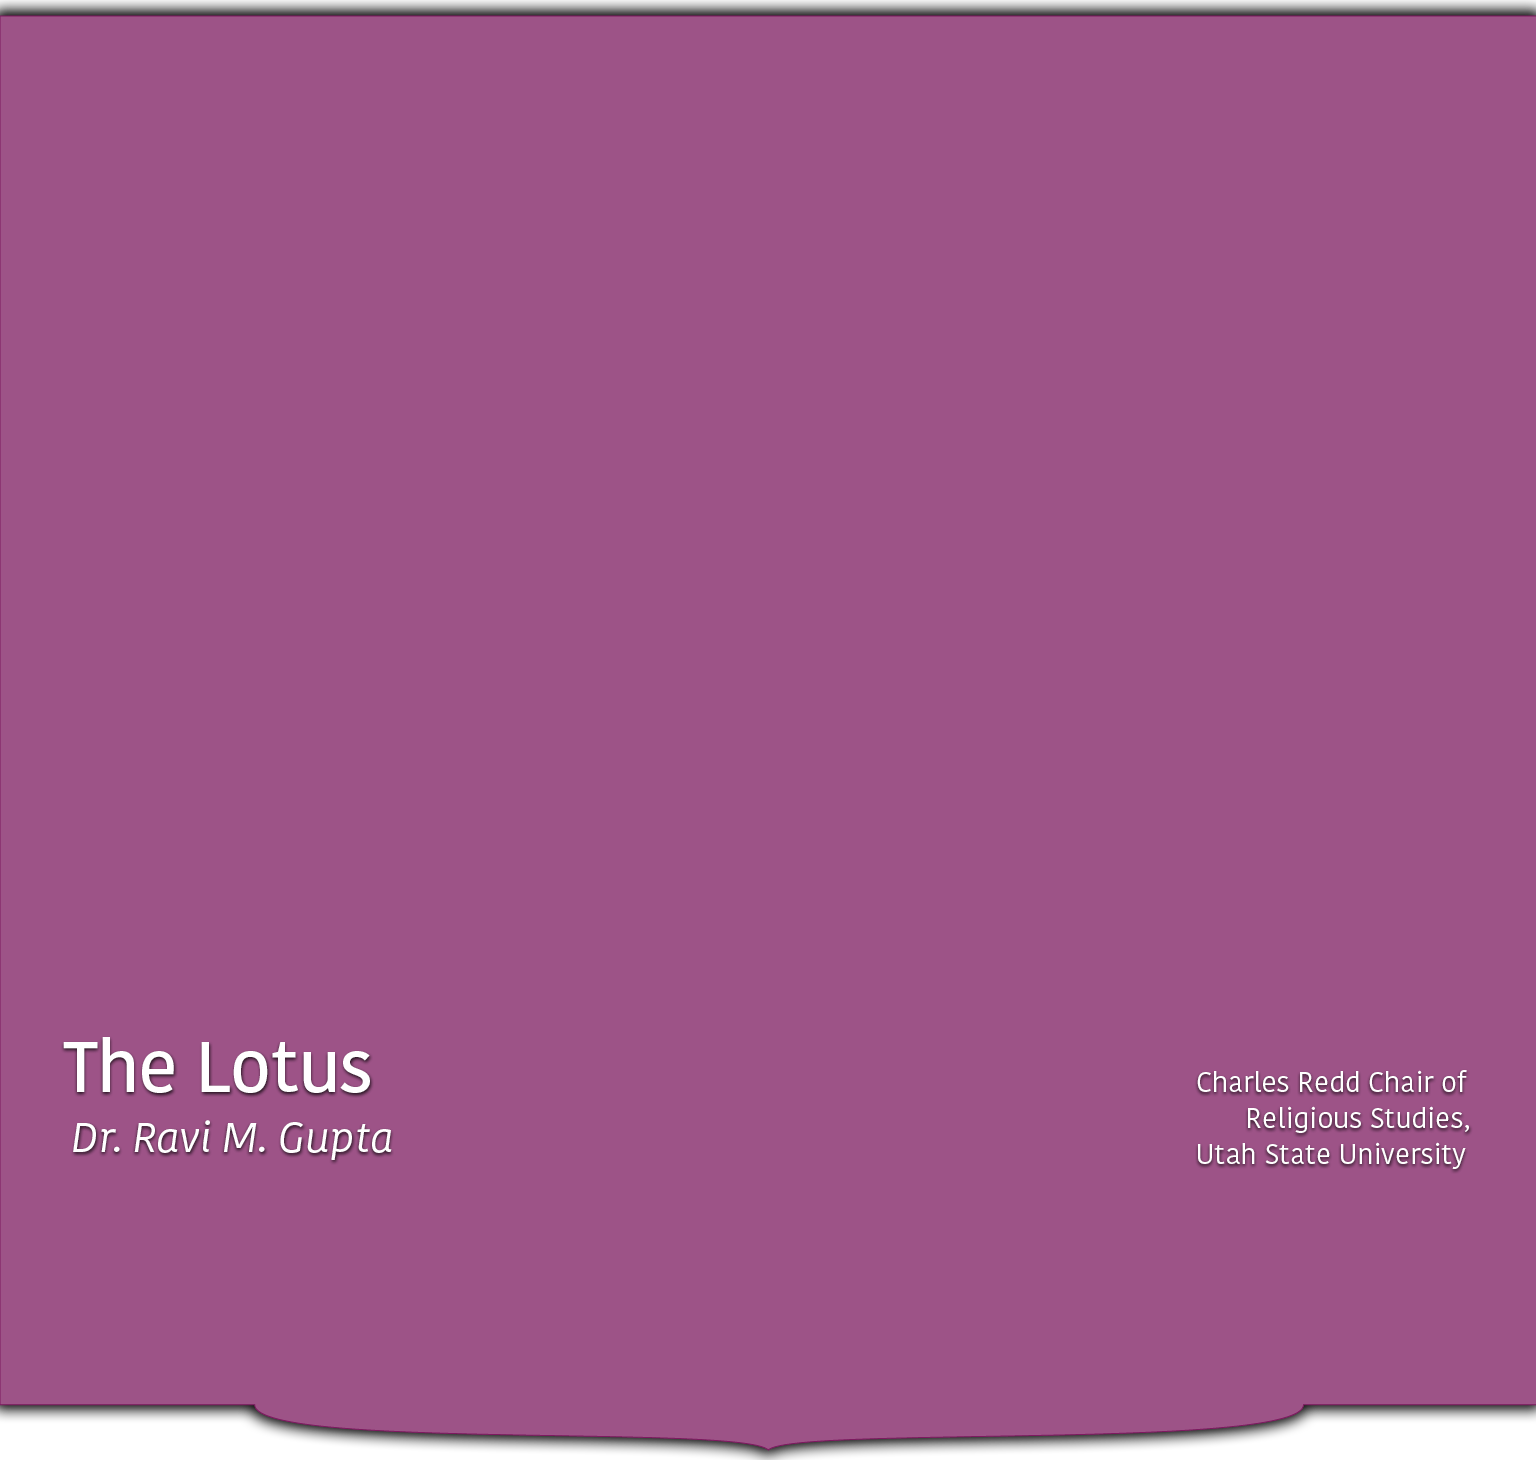 The Lotus
Dr. Ravi M. Gupta
Charles Redd Chair of
Religious Studies,
Utah State University